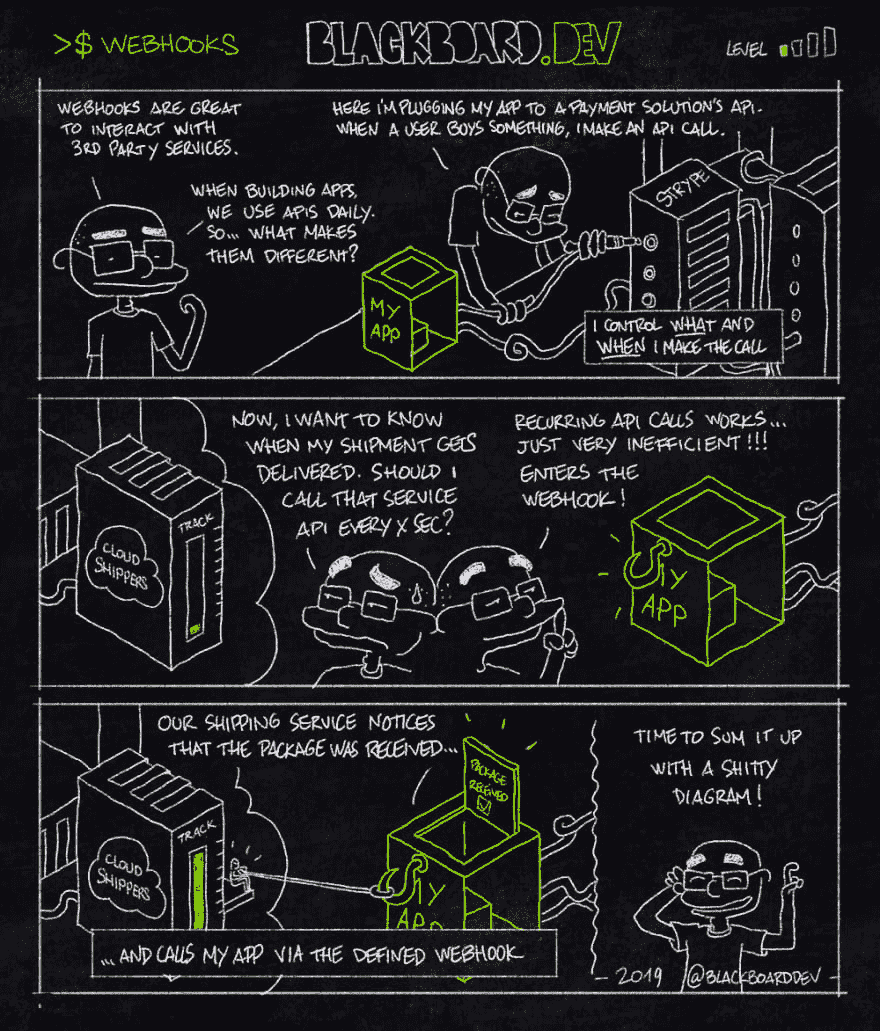 >$ WEBHOOKS
BLACKBOARD.DEV
LEVEL
WEBHOOKS ARE GREAT
TO INTERACT WITH
3RD PARTY SERVICES.
WHEN BUILDING APPS,
WE USE APIS DAILY.
SO... WHAT MAKES
THEM DIFFERENT?
HERE I'M PLUGGING MY APP TO A PAYMENT SOLUTION'S API.
WHEN A USER BUYS SOMETHING, I MAKE AN API CALL.
STRYPE
MY
APP
I CONTROL WHAT AND
WHEN I MAKE THE CALL
CLOUD
SHIPPERS
TRACK
NOW, I WANT TO KNOW
WHEN MY SHIPMENT GETS
DELIVERED. SHOULD I
CALL THAT SERVICE
API EVERY X SEC?
RECURRING API CALLS WORKS...
JUST VERY INEFFICIENT!!!
ENTERS THE
WEBHOOK!
MY
APP
OUR SHIPPING SERVICE NOTICES
THAT THE PACKAGE WAS RECEIVED...
CLOUD
SHIPPERS
TRACK
PACKAGE
RECEIVED
MY
APP
...AND CALLS MY APP VIA THE DEFINED WEBHOOK
TIME TO SUM IT UP
WITH A SHITTY
DIAGRAM!
- 2019 @BLACKBOARDDEV -